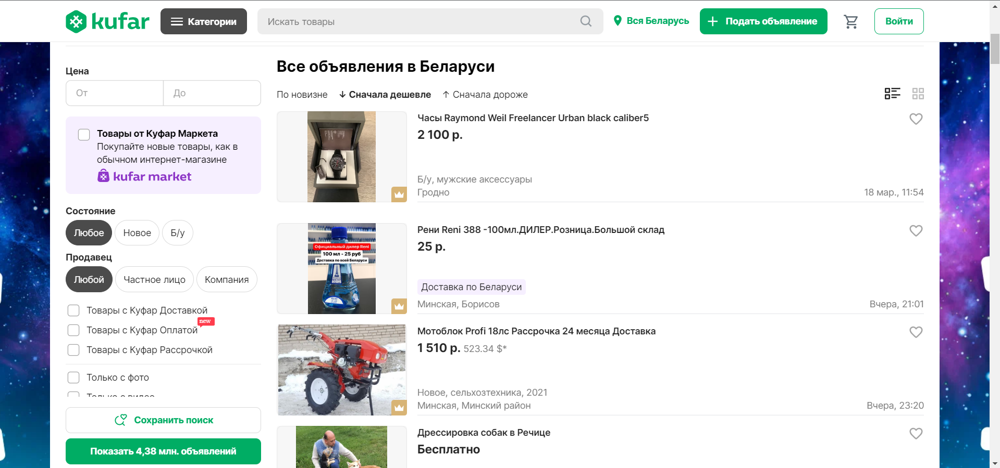 kufar
Категории
Искать товары
Вся Беларусь
Подать объявление
Войти
Цена
От
До
Товары от Куфар Маркета
Покупайте новые товары, как в
обычном интернет-магазине
kufar market
Состояние
Любое
Новое
Б/у
Продавец
Любой
Частное лицо
Компания
Товары с Куфар Доставкой
new
Товары с Куфар Оплатой
Товары с Куфар Рассрочкой
Только с фото
Только с видео
Сохранить поиск
Показать 4,38 млн. объявлений
Все объявления в Беларуси
По новизне
↓ Сначала дешевле
↑ Сначала дороже
Часы Raymond Weil Freelancer Urban black caliber5
2 100 р.
Б/у, мужские аксессуары
Гродно
18 мар., 11:54
Официальный дилер Reni
100 мл - 25 руб
Доставка по всей Беларуси
Рени Reni 388 -100мл.ДИЛЕР.Розница.Большой склад
25 р.
Доставка по Беларуси
Минская, Борисов
Вчера, 21:01
Мотоблок Profi 18лс Рассрочка 24 месяца Доставка
1 510 р. 523.34 $*
Новое, сельхозтехника, 2021
Минская, Минский район
Вчера, 23:20
Дрессировка собак в Речице
Бесплатно